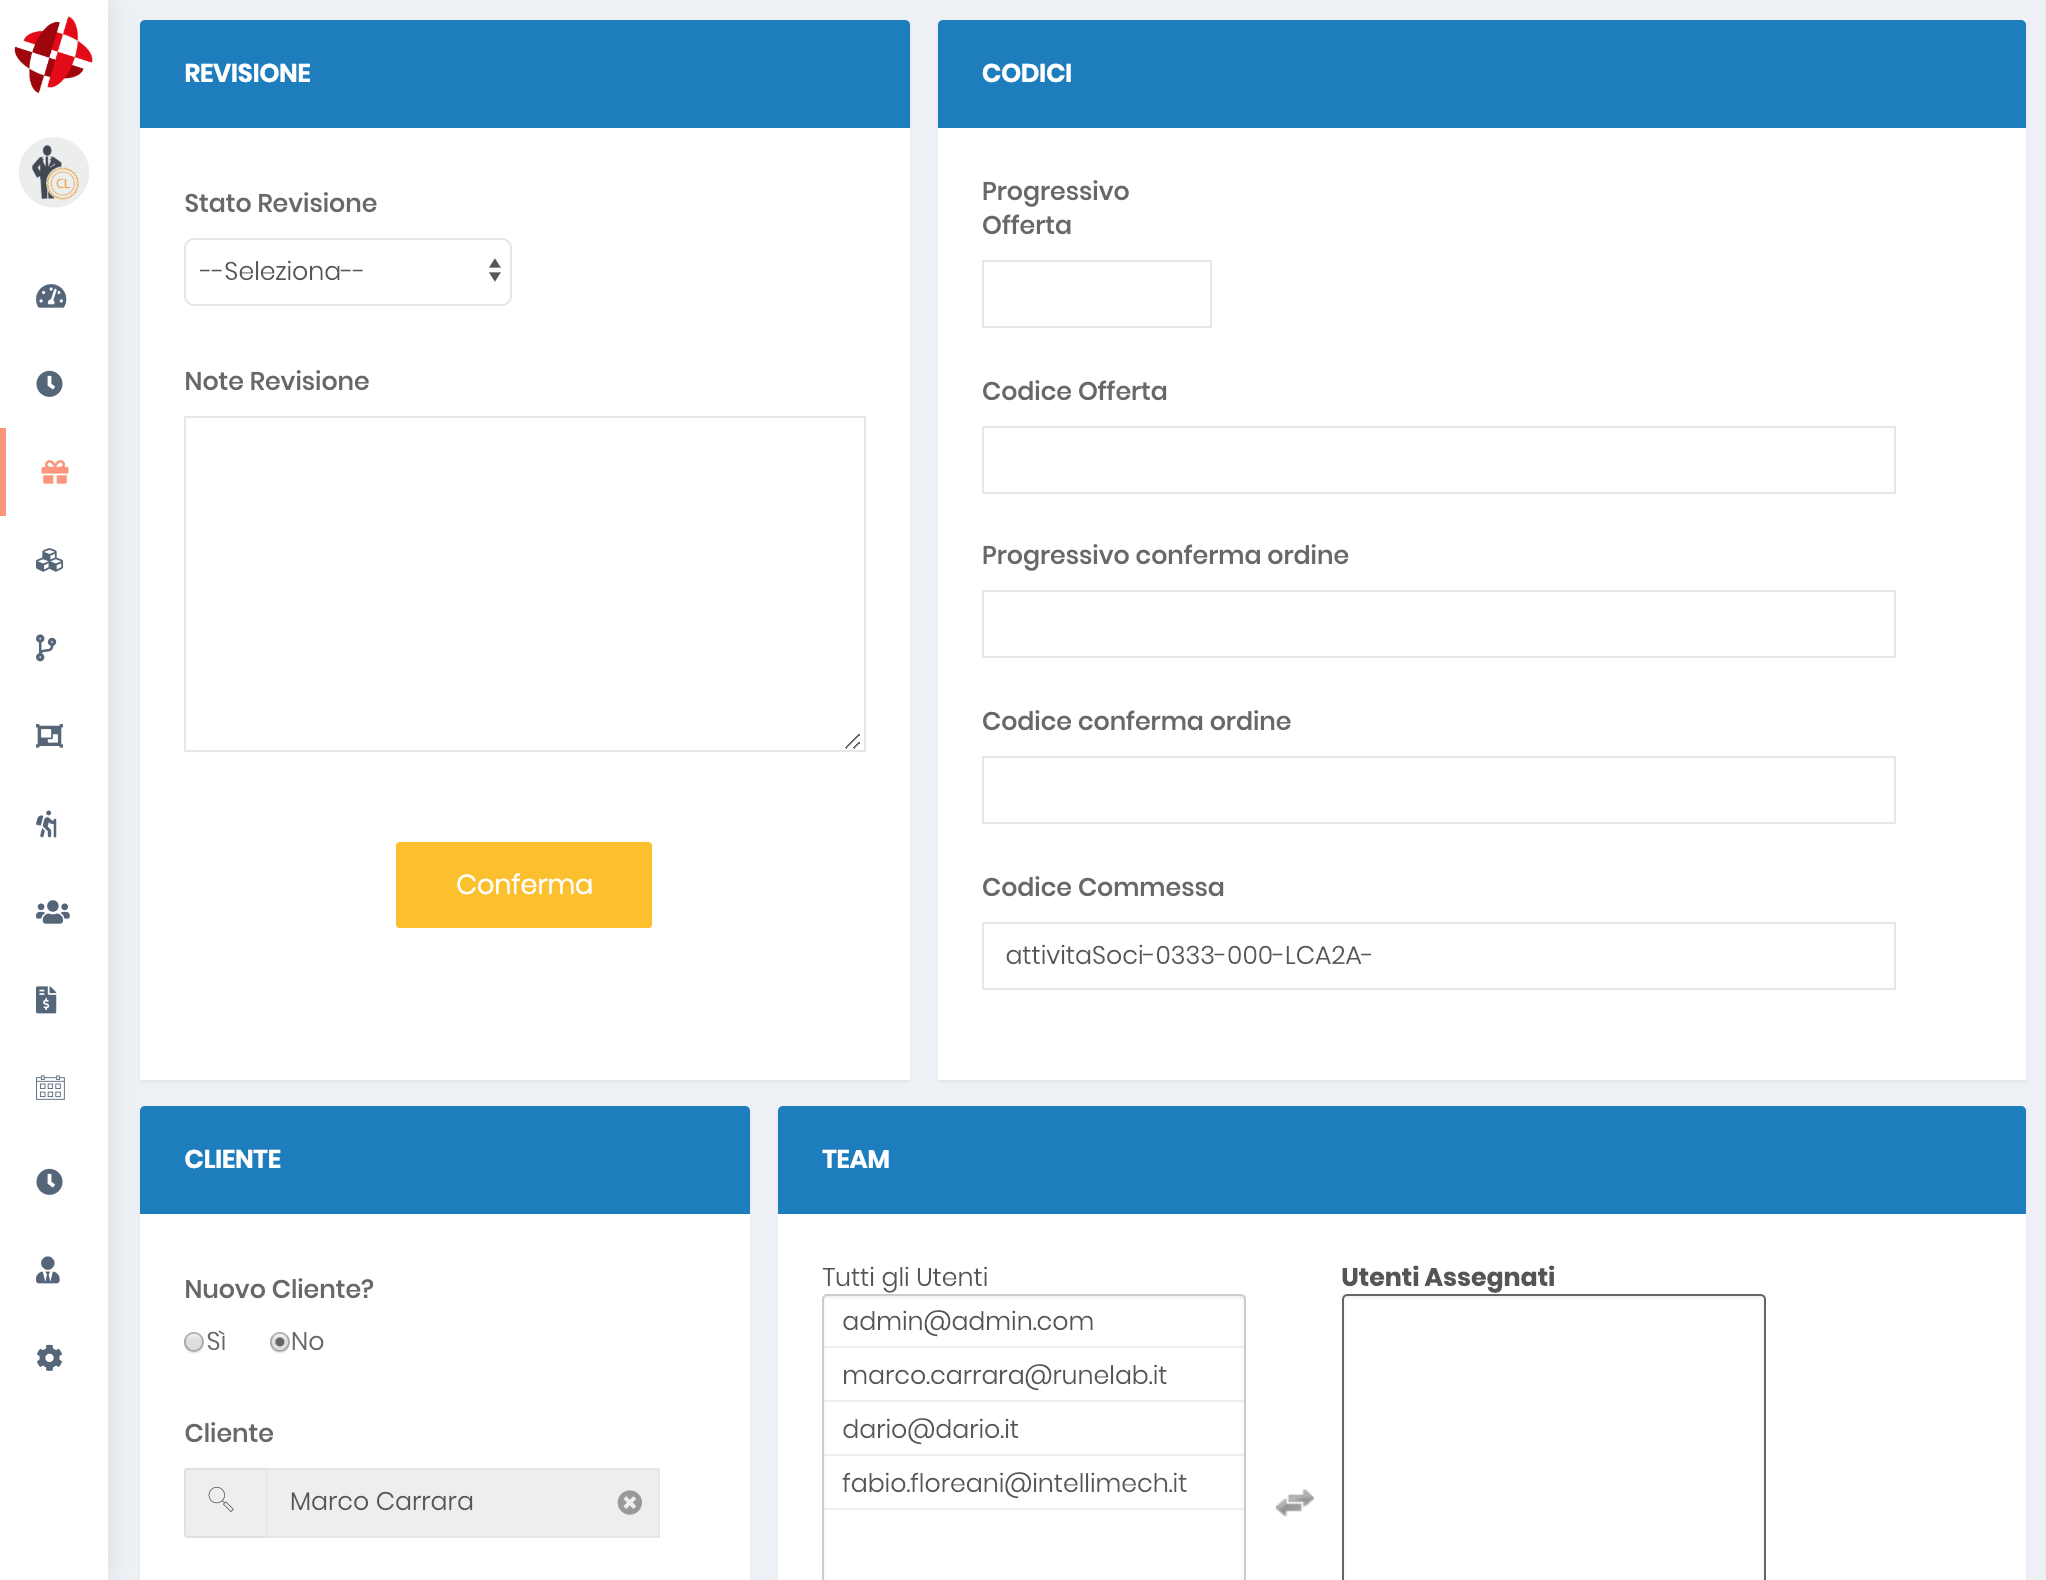 CL
REVISIONE
Stato Revisione
--Seleziona--
Note Revisione
Conferma
CODICI
Progressivo
Offerta
Codice Offerta
Progressivo conferma ordine
Codice conferma ordine
Codice Commessa
attivitaSoci-0333-000-LCA2A-
CLIENTE
Nuovo Cliente?
Sì No
Cliente
Marco Carrara
TEAM
Tutti gli Utenti
admin@admin.com
marco.carrara@runelab.it
dario@dario.it
fabio.floreani@intellimech.it
Utenti Assegnati